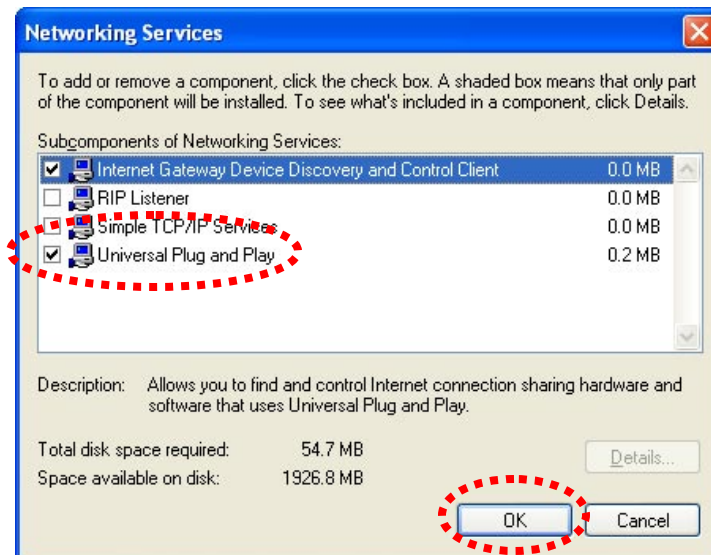 Networking Services
To add or remove a component, click the check box. A shaded box means that only part
of the component will be installed. To see what's included in a component, click Details.
Subcomponents of Networking Services:
Internet Gateway Device Discovery and Control Client 0.0 MB
RIP Listener 0.0 MB
Simple TCP/IP Services 0.0 MB
Universal Plug and Play 0.2 MB
Description: Allows you to find and control Internet connection sharing hardware and
software that uses Universal Plug and Play.
Total disk space required: 54.7 MB
Details...
Space available on disk: 1926.8 MB
OK Cancel